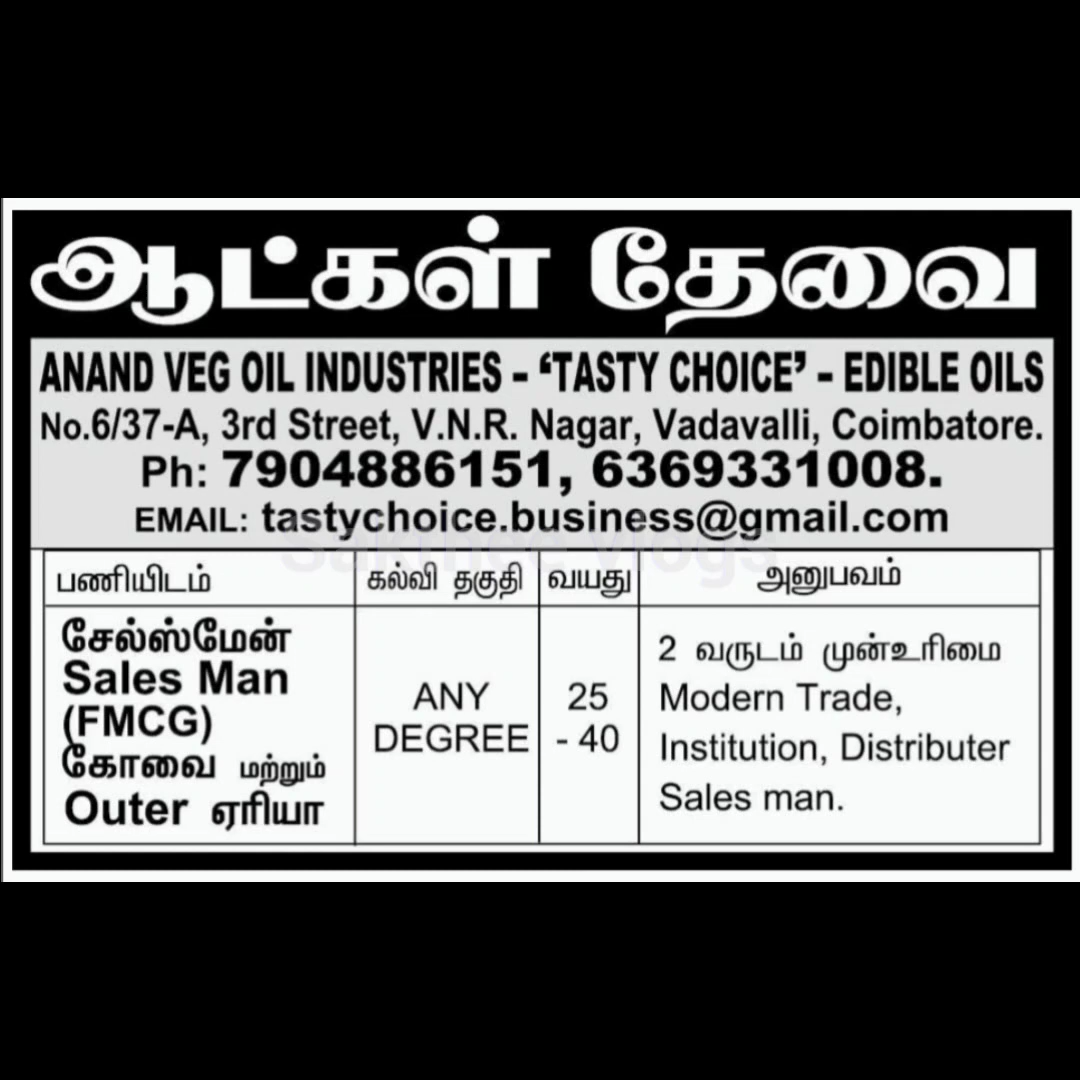 ஆட்கள் தேவை
ANAND VEG OIL INDUSTRIES - ‘TASTY CHOICE’ - EDIBLE OILS
No.6/37-A, 3rd Street, V.N.R. Nagar, Vadavalli, Coimbatore.
Ph: 7904886151, 6369331008.
EMAIL: tastychoice.business@gmail.com
Sakthee vlogs
பணியிடம் கல்வி தகுதி வயது அனுபவம்
சேல்ஸ்மேன்
Sales Man
(FMCG)
கோவை மற்றும்
Outer ஏரியா
ANY
DEGREE
25
- 40
2 வருடம் முன்உரிமை
Modern Trade,
Institution, Distributer
Sales man.